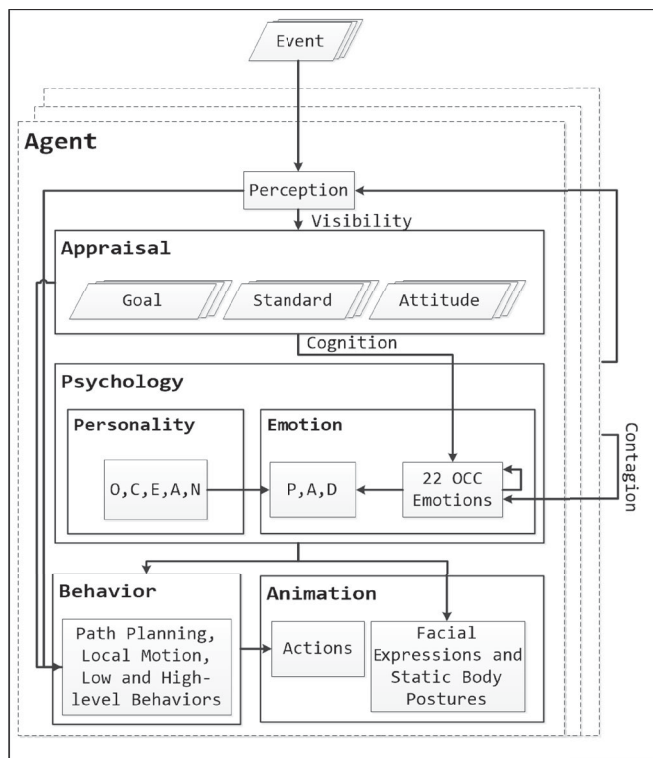 Event
Agent
Perception
Visibility
Appraisal
Goal
Standard
Attitude
Cognition
Psychology
Personality
Emotion
O,C,E,A,N
P,A,D
22 OCC
Emotions
Contagion
Behavior
Animation
Path Planning,
Local Motion,
Low and High-
level Behaviors
Actions
Facial
Expressions and
Static Body
Postures